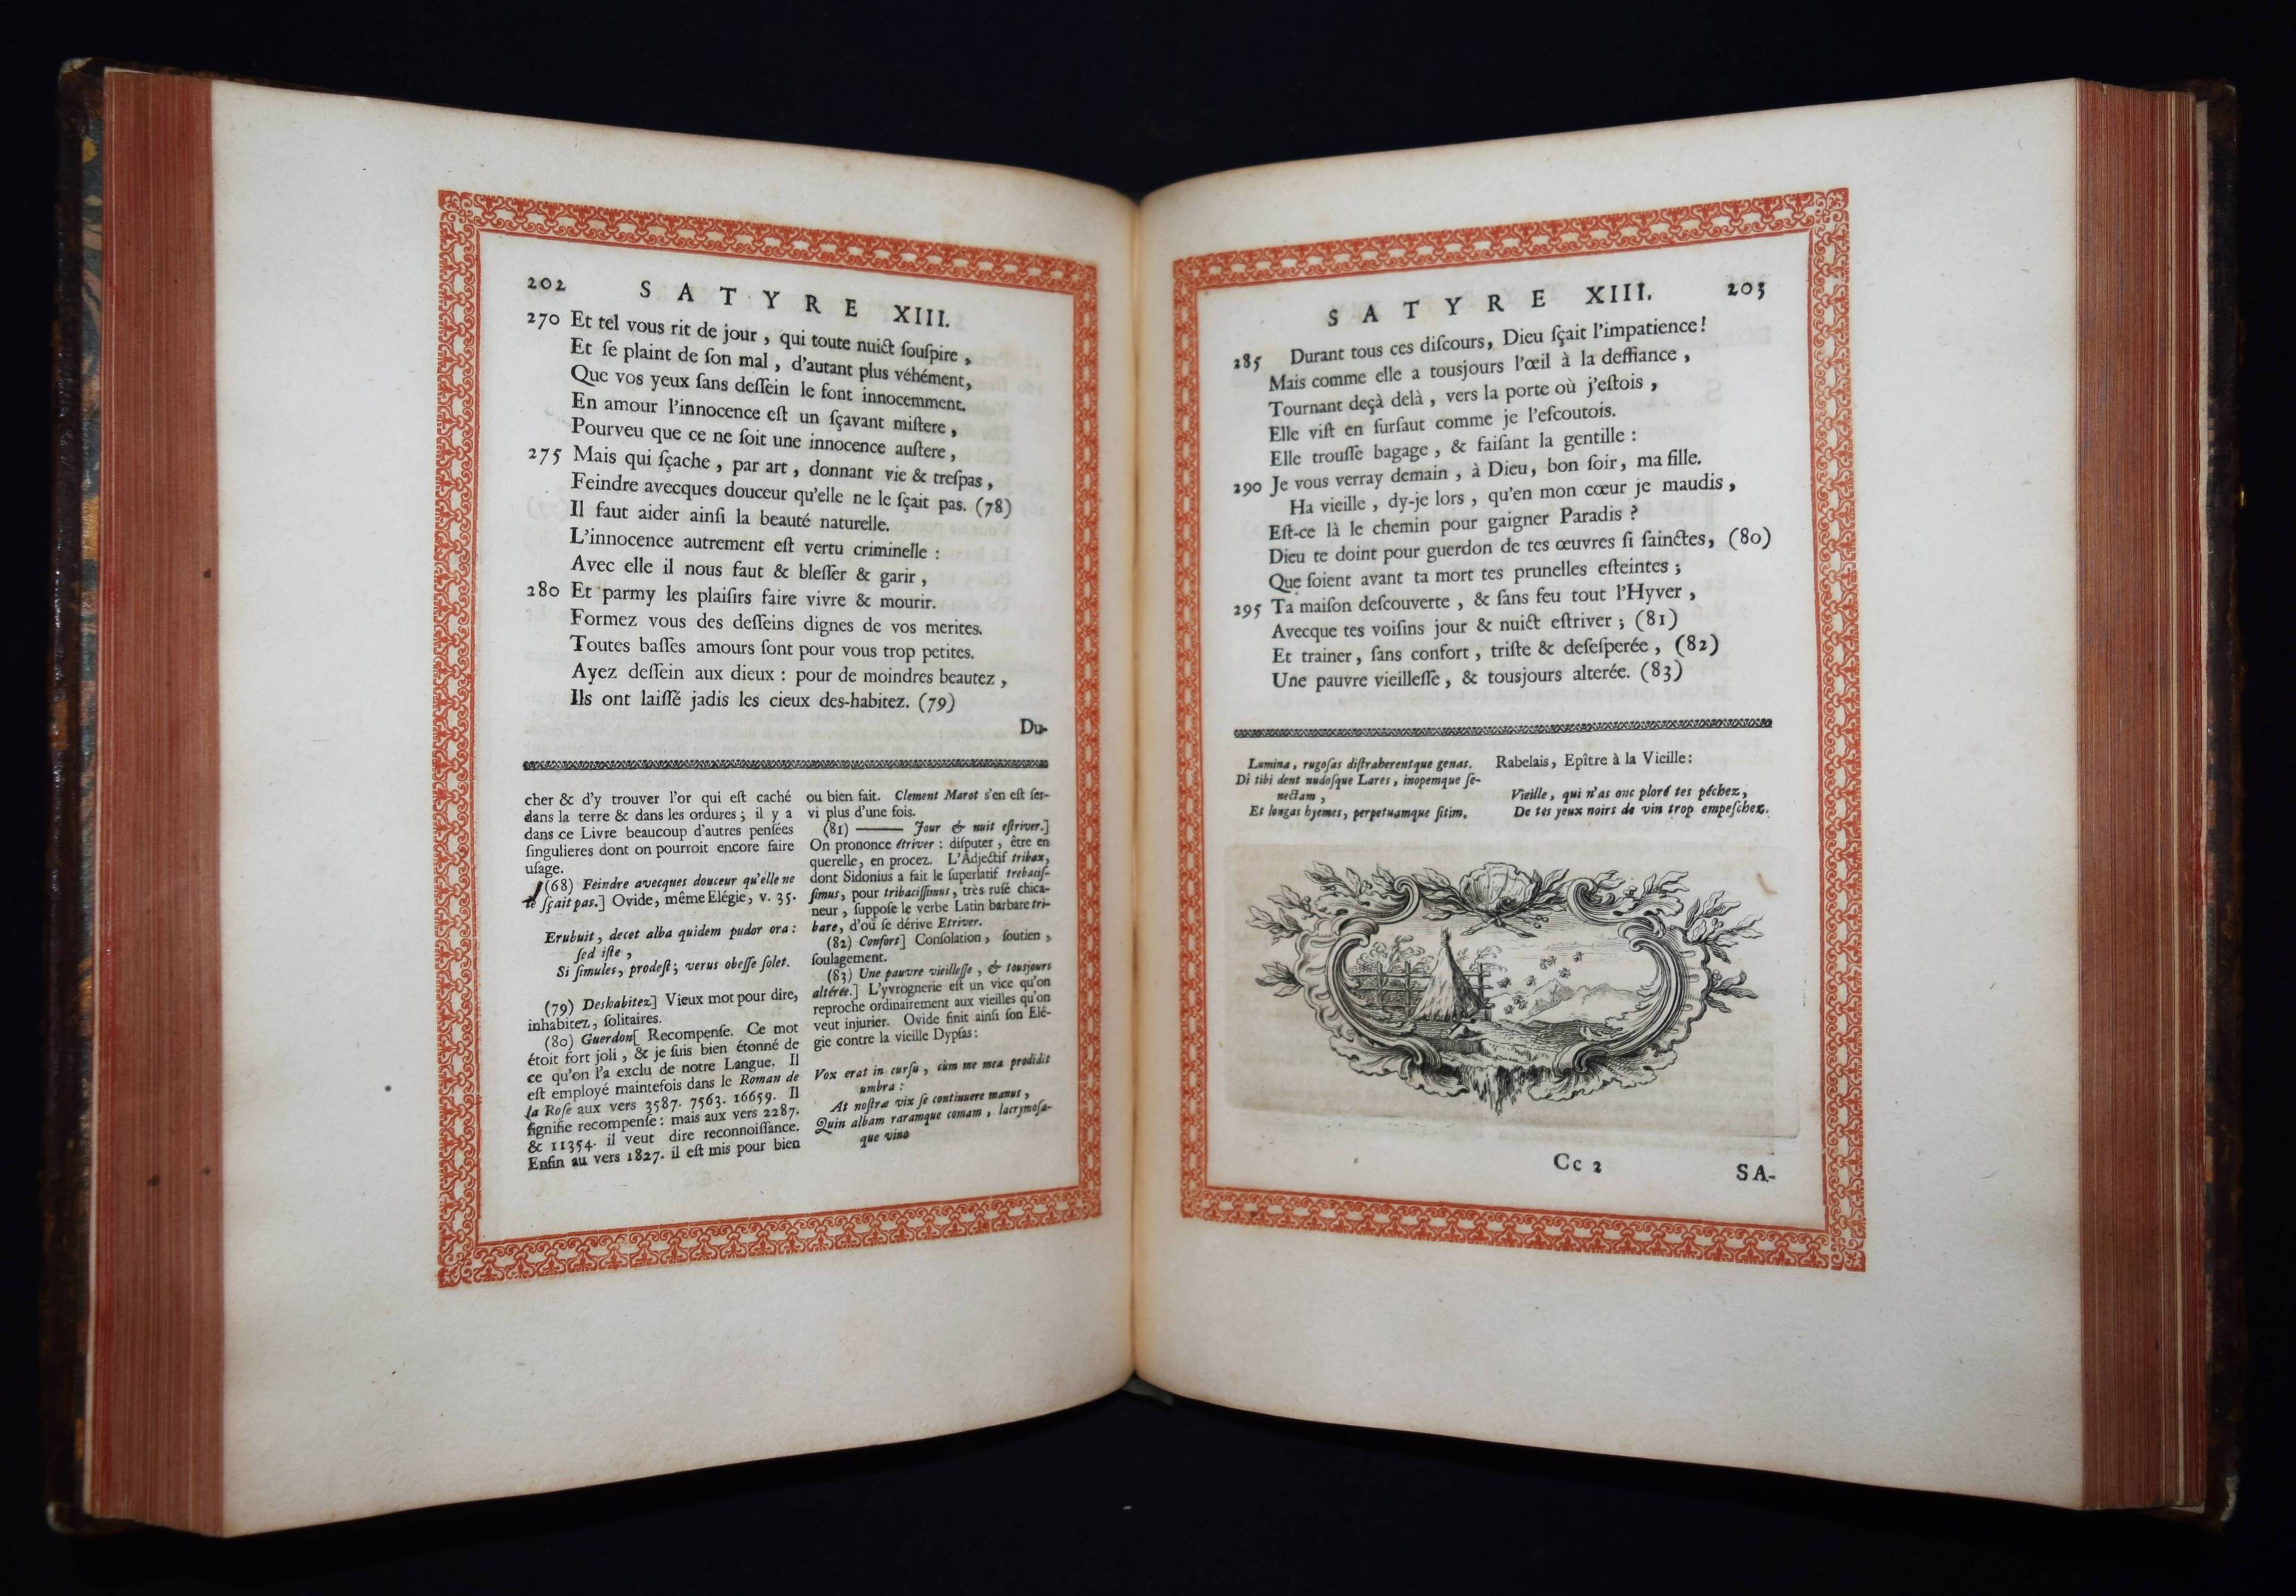 202 SATYRE XIII.
270 Et tel vous rit de jour , qui toute nuict ſouſpire ,
Et ſe plaint de ſon mal , d'autant plus véhément,
Que vos yeux ſans deſſein le font innocemment.
En amour l'innocence eſt un ſçavant miſtere ,
Pourveu que ce ne ſoit une innocence auſtere ,
275 Mais qui ſçache , par art , donnant vie & treſpas ,
Feindre avecques douceur qu'elle ne le ſçait pas. (78)
Il faut aider ainſi la beauté naturelle.
L'innocence autrement eſt vertu criminelle :
Avec elle il nous faut & bleſſer & garir ,
280 Et parmy les plaiſirs faire vivre & mourir.
Formez vous des deſſeins dignes de vos merites.
Toutes baſſes amours ſont pour vous trop petites.
Ayez deſſein aux dieux : pour de moindres beautez ,
Ils ont laiſſé jadis les cieux des-habitez. (79)
Du-
cher & d'y trouver l'or qui eſt caché
dans la terre & dans les ordures ; il y a
dans ce Livre beaucoup d'autres penſées
ſingulieres dont on pourroit encore faire
uſage.
(68) Feindre avecques douceur qu'elle ne
le ſçait pas.] Ovide, même Elégie, v. 35.
Erubuit, decet alba quidem pudor ora :
ſed iſte ,
Si ſimules, prodeſt ; verus obeſſe ſolet.
(79) Deshabitez] Vieux mot pour dire,
inhabitez, ſolitaires.
(80) Guerdon[ Recompenſe. Ce mot
étoit fort joli , & je ſuis bien étonné de
ce qu'on l'a exclu de notre Langue. Il
eſt employé maintefois dans le Roman de
la Roſe aux vers 3587. 7563. 16659. Il
ſignifie recompenſe : mais aux vers 2287.
& 11354. il veut dire reconnoiſſance.
Enfin au vers 1827. il eſt mis pour bien
ou bien fait. Clement Marot s'en eſt ſer-
vi plus d'une fois.
(81) ——— Jour & nuit eſtriver.]
On prononce étriver : diſputer , être en
querelle, en procez. L'Adjectif tribax,
dont Sidonius a fait le ſuperlatif trebaciſ-
ſimus, pour tribaciſſimus, très ruſé chica-
neur , ſuppoſe le verbe Latin barbare tri-
bare, d'où ſe dérive Etriver.
(82) Confort] Conſolation , ſoutien ,
ſoulagement.
(83) Une pauvre vieilleſſe , & tousjours
altérée.] L'yvrognerie eſt un vice qu'on
reproche ordinairement aux vieilles qu'on
veut injurier. Ovide finit ainſi ſon Elé-
gie contre la vieille Dypſas :
Vox erat in curſu , cùm me mea prodidit
umbra :
At noſtræ vix ſe continuere manus ,
Quin albam raramque comam , lacrymoſa-
que vino
SATYRE XIII. 203
285 Durant tous ces diſcours, Dieu ſçait l'impatience !
Mais comme elle a tousjours l'œil à la deffiance ,
Tournant deçà delà , vers la porte où j'eſtois ,
Elle viſt en ſurſaut comme je l'eſcoutois.
Elle trouſſe bagage , & faiſant la gentille :
290 Je vous verray demain , à Dieu, bon ſoir, ma fille.
Ha vieille , dy-je lors , qu'en mon cœur je maudis ,
Eſt-ce là le chemin pour gaigner Paradis ?
Dieu te doint pour guerdon de tes œuvres ſi ſainctes, (80)
Que ſoient avant ta mort tes prunelles eſteintes ;
295 Ta maiſon deſcouverte , & ſans feu tout l'Hyver ,
Avecque tes voiſins jour & nuict eſtriver ; (81)
Et trainer, ſans confort , triſte & deſeſperée , (82)
Une pauvre vieilleſſe , & tousjours alterée. (83)
Lumina, rugoſas diſtraherentque genas.
Dî tibi dent nudoſque Lares, inopemque ſe-
nectam ,
Et longas hyemes, perpetuamque ſitim.
Rabelais, Epître à la Vieille :
Vieille , qui n'as onc ploré tes péchez,
De tes yeux noirs de vin trop empeſchez.
Cc 2 SA-